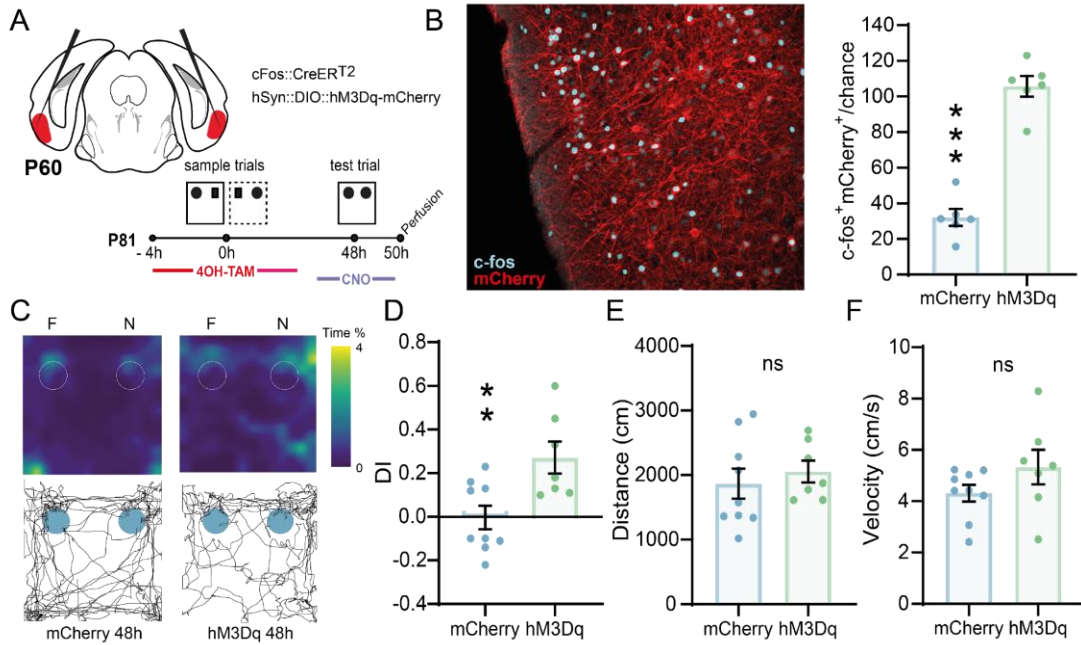 A
cFos::CreERT2
hSyn::DIO::hM3Dq-mCherry
P60
sample trials
test trial
Perfusion
P81
- 4h
0h
48h
50h
4OH-TAM
CNO
B
c-fos
mCherry
c-fos+mCherry+/chance
140
120
100
80
60
40
20
0
***
mCherry hM3Dq
C
F
N
F
N
Time %
4
0
mCherry 48h
hM3Dq 48h
D
DI
0.8
0.6
0.4
0.2
0.0
-0.2
-0.4
**
mCherry hM3Dq
E
Distance (cm)
4000
3000
2000
1000
0
ns
mCherry hM3Dq
F
Velocity (cm/s)
10
8
6
4
2
0
ns
mCherry hM3Dq